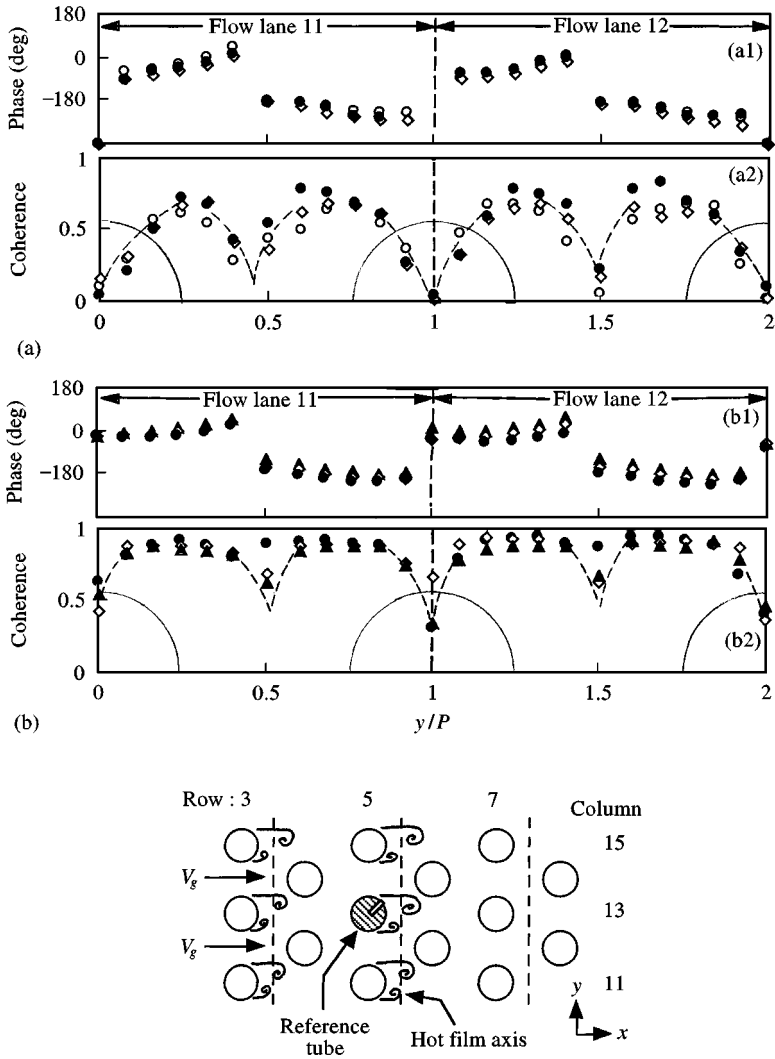 180
Flow lane 11
Flow lane 12
Phase (deg)
0
(a1)
−180
1
(a2)
Coherence
0.5
0
0
0.5
1
1.5
2
(a)
180
Flow lane 11
Flow lane 12
Phase (deg)
0
(b1)
−180
1
Coherence
0.5
(b2)
0
0
0.5
1
1.5
2
(b)
y/P
Row : 3
5
7
Column
15
Vg
13
Vg
11
Reference
tube
Hot film axis
y
x